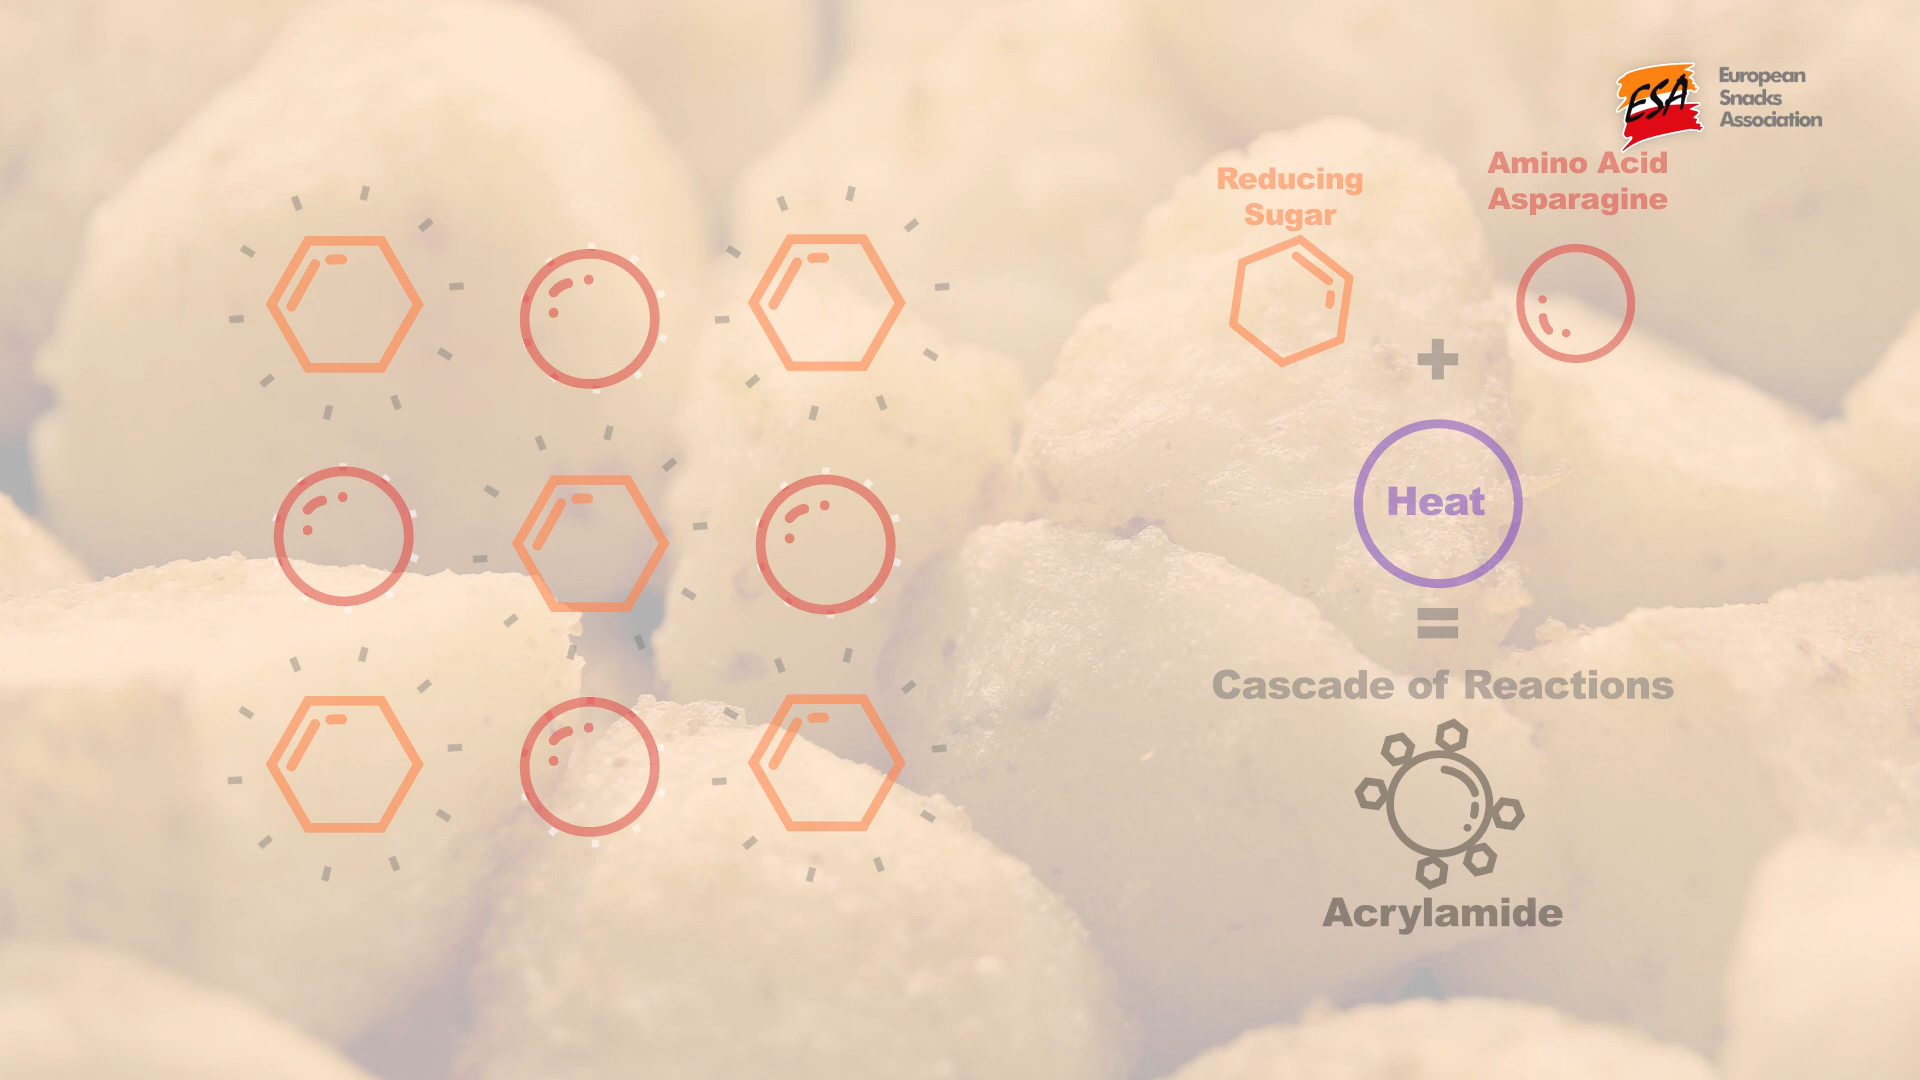 ESA
European
Snacks
Association
Reducing
Sugar
Amino Acid
Asparagine
+
Heat
=
Cascade of Reactions
Acrylamide